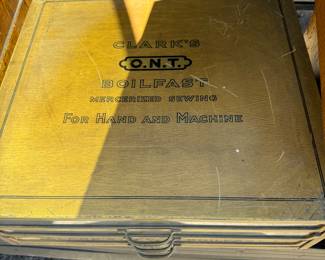 CLARK'S
O.N.T.
BOILFAST
MERCERIZED SEWING
FOR HAND AND MACHINE